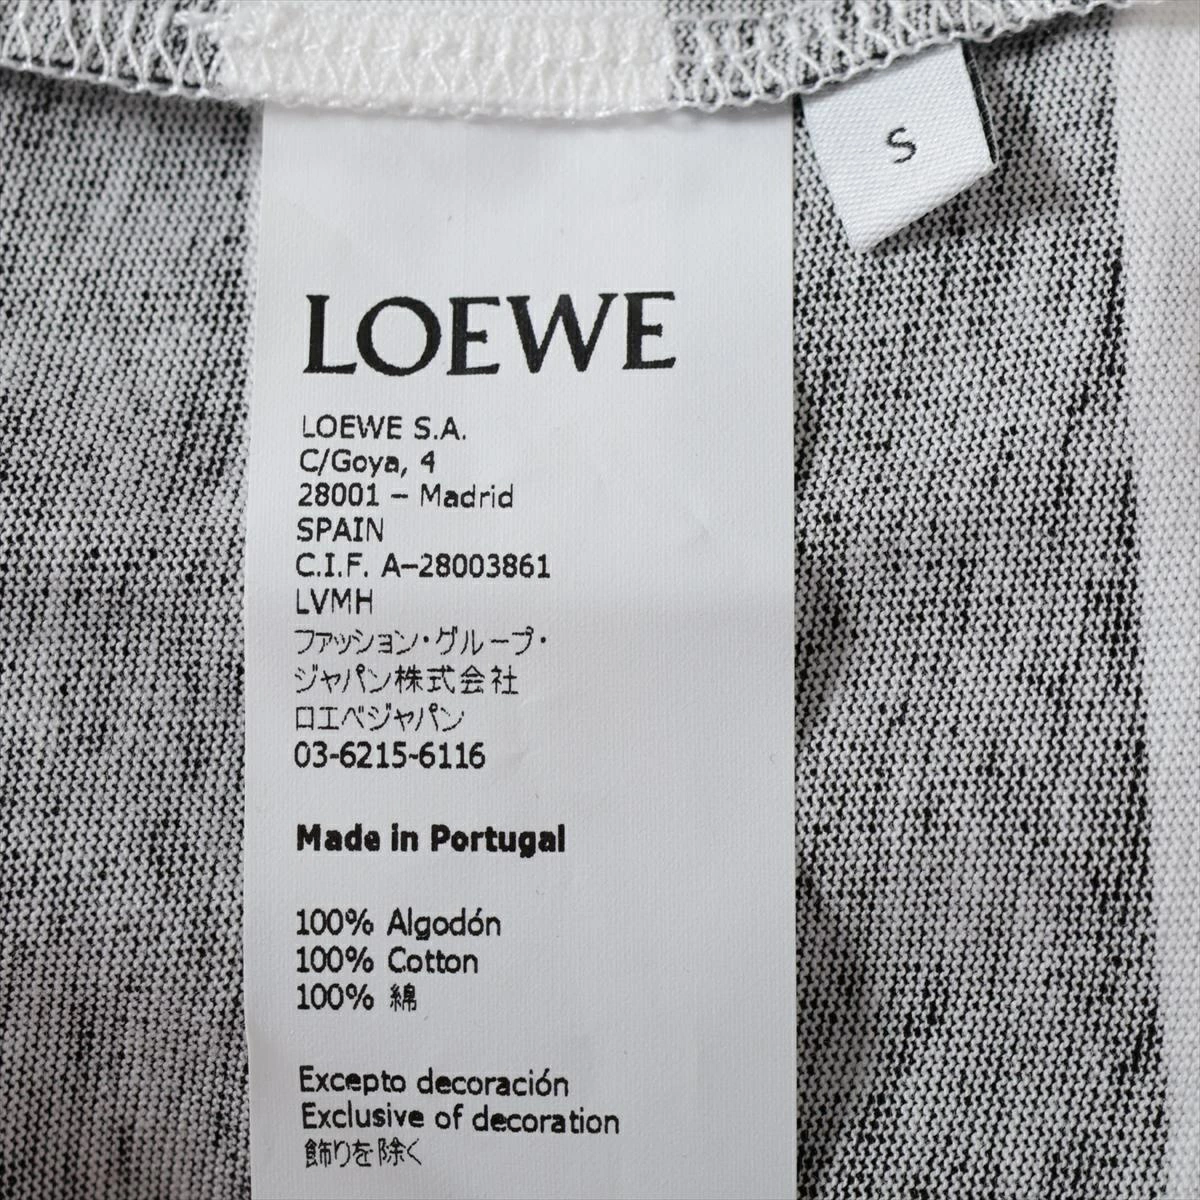 S
LOEWE
LOEWE S.A.
C/Goya, 4
28001 – Madrid
SPAIN
C.I.F. A–28003861
LVMH
ファッション・グループ・
ジャパン株式会社
ロエベジャパン
03-6215-6116
Made in Portugal
100% Algodón
100% Cotton
100% 綿
Excepto decoración
Exclusive of decoration
飾りを除く